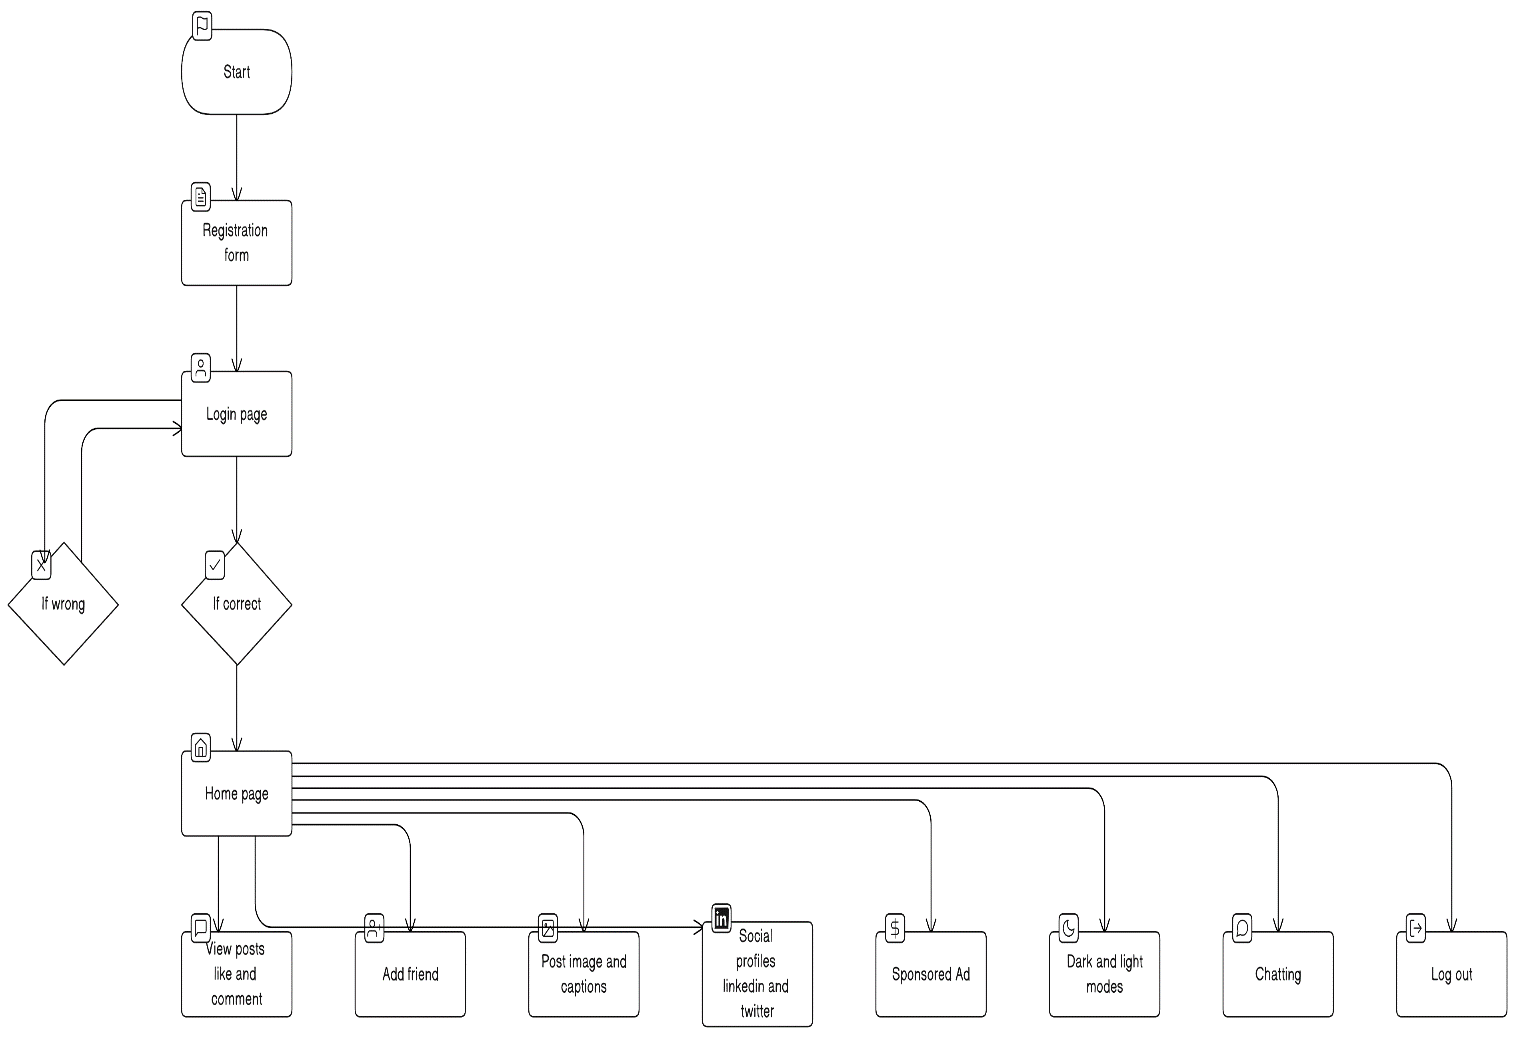 Start
Registration
form
Login page
If wrong
If correct
Home page
View posts
like and
comment
Add friend
Post image and
captions
in
Social
profiles
linkedin and
twitter
Sponsored Ad
Dark and light
modes
Chatting
Log out